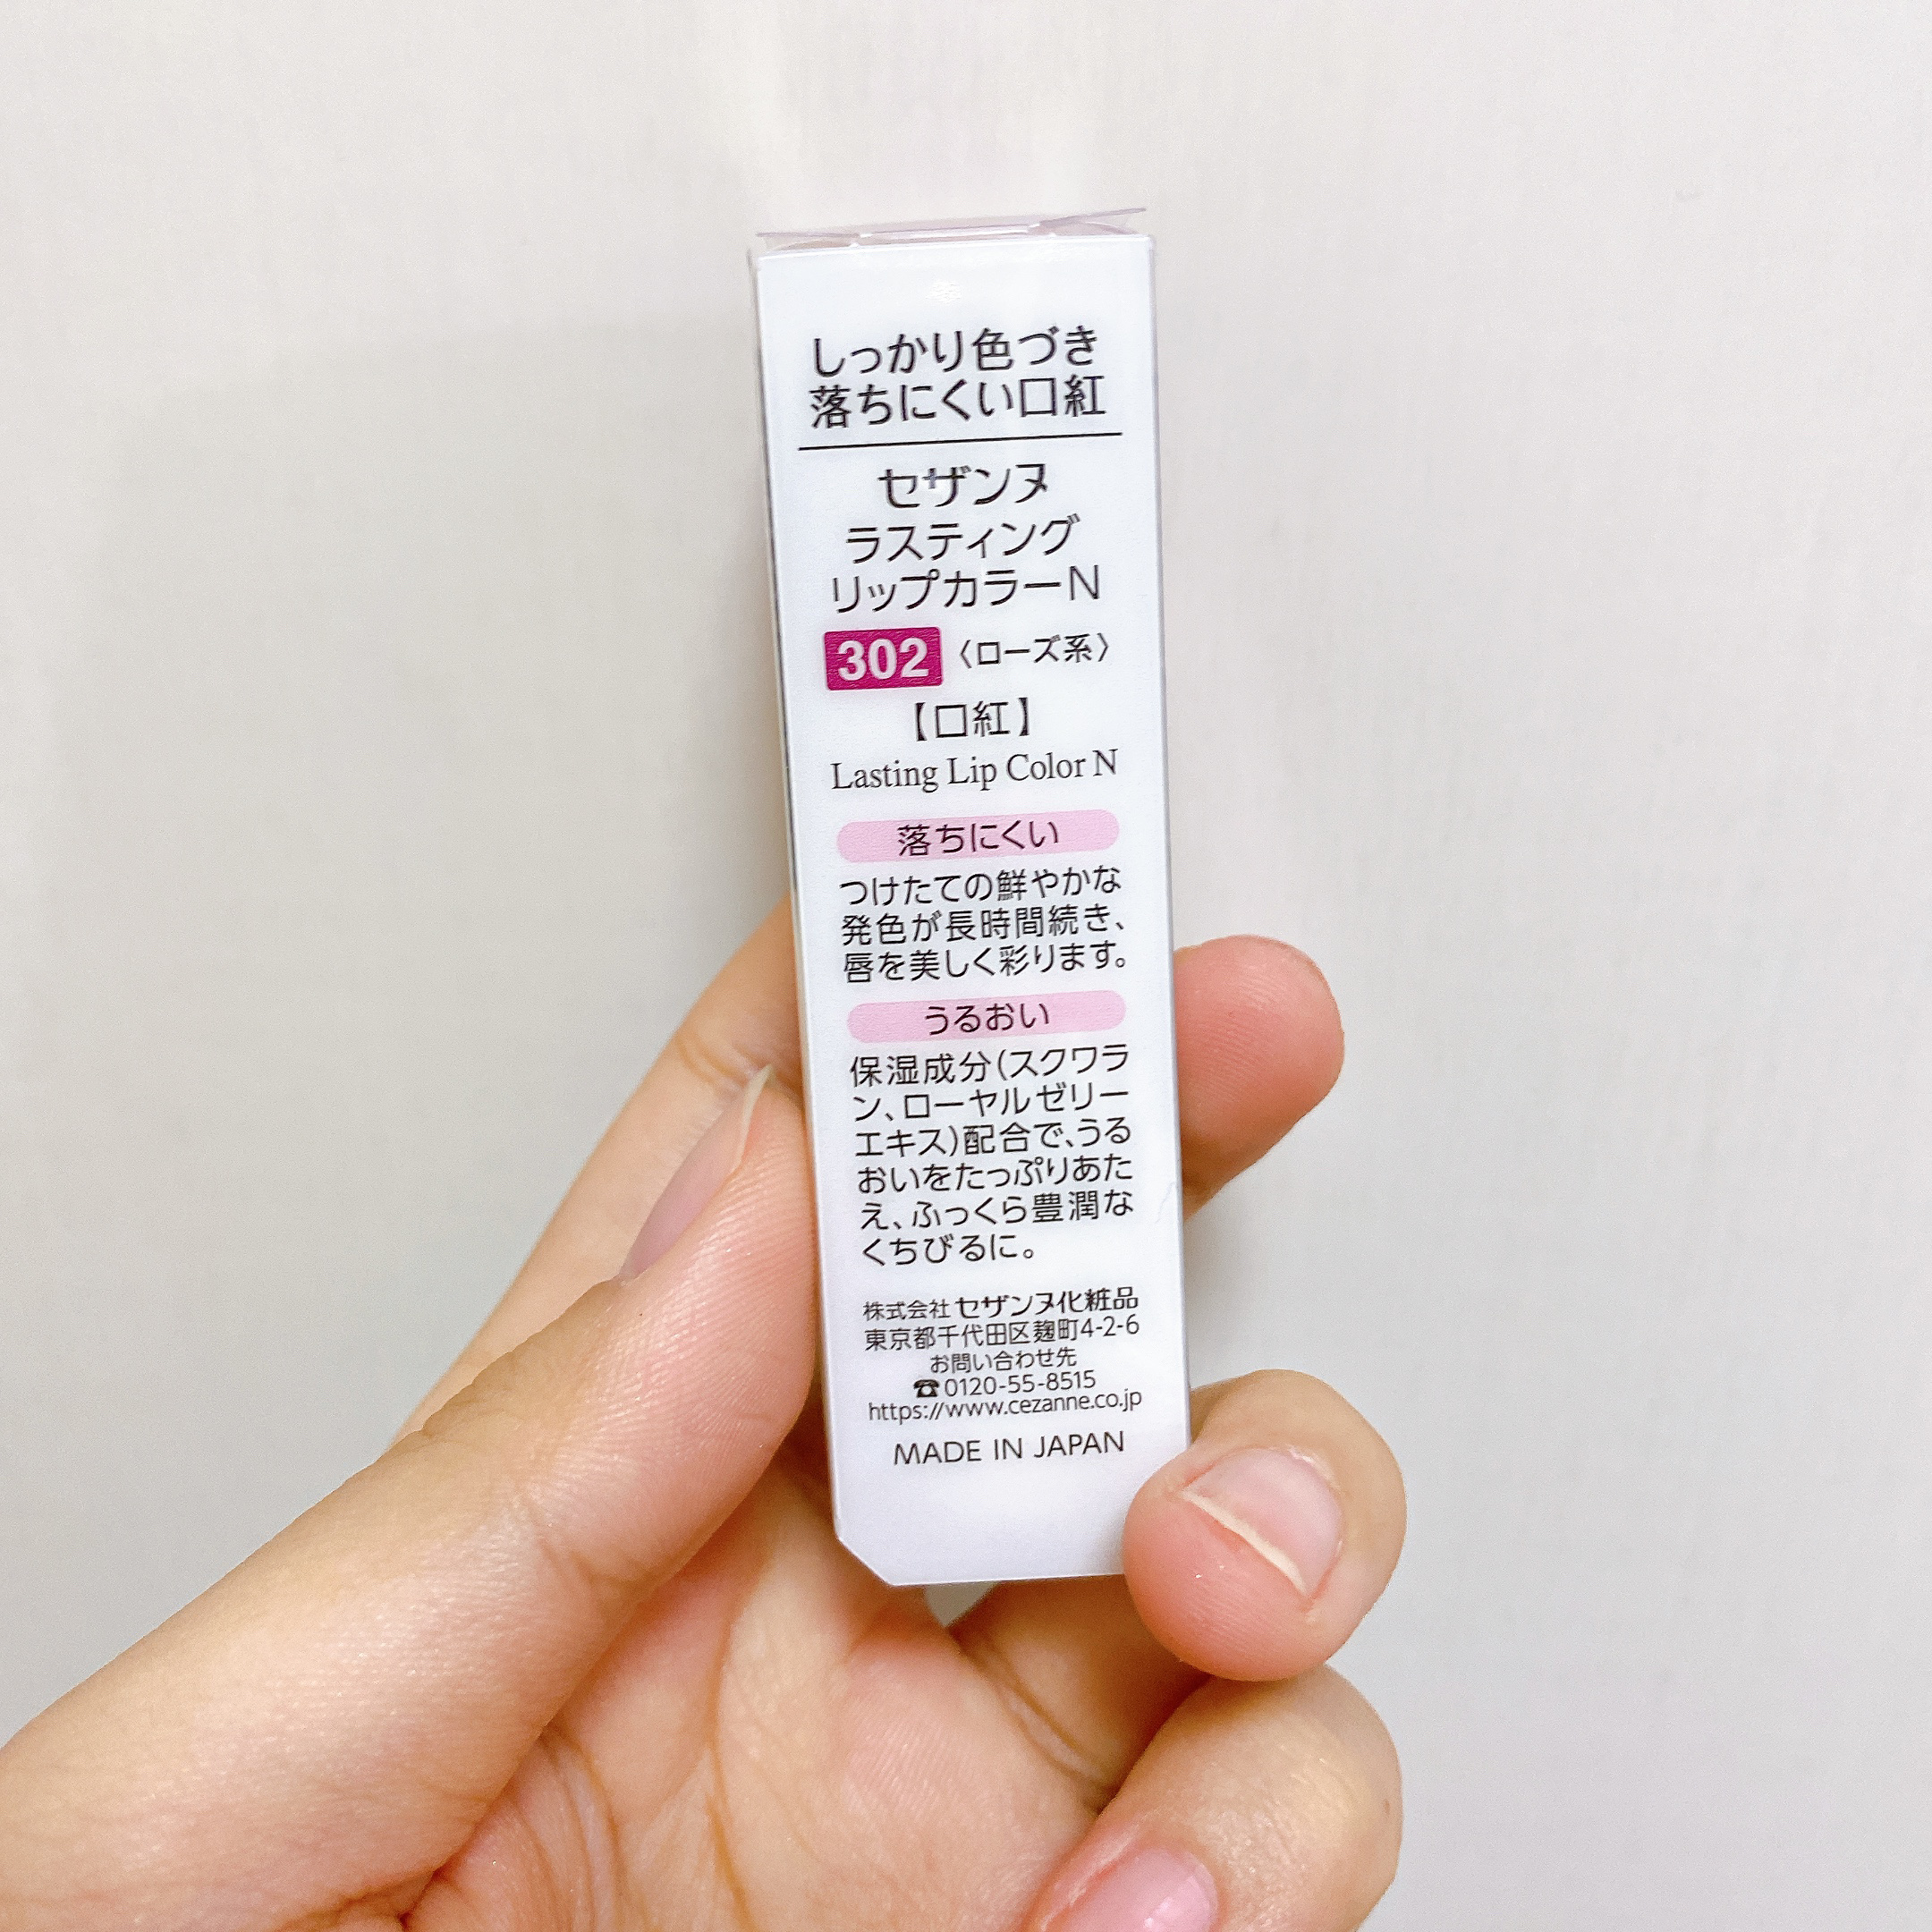 しっかり色づき
落ちにくい口紅
セザンヌ
ラスティング
リップカラーN
302 〈ローズ系〉
【口紅】
Lasting Lip Color N
落ちにくい
つけたての鮮やかな
発色が長時間続き、
唇を美しく彩ります。
うるおい
保湿成分(スクワラ
ン、ローヤルゼリー
エキス)配合で、うる
おいをたっぷりあた
え、ふっくら豊潤な
くちびるに。
株式会社 セザンヌ化粧品
東京都千代田区麹町4-2-6
お問い合わせ先
☎0120-55-8515
https://www.cezanne.co.jp
MADE IN JAPAN